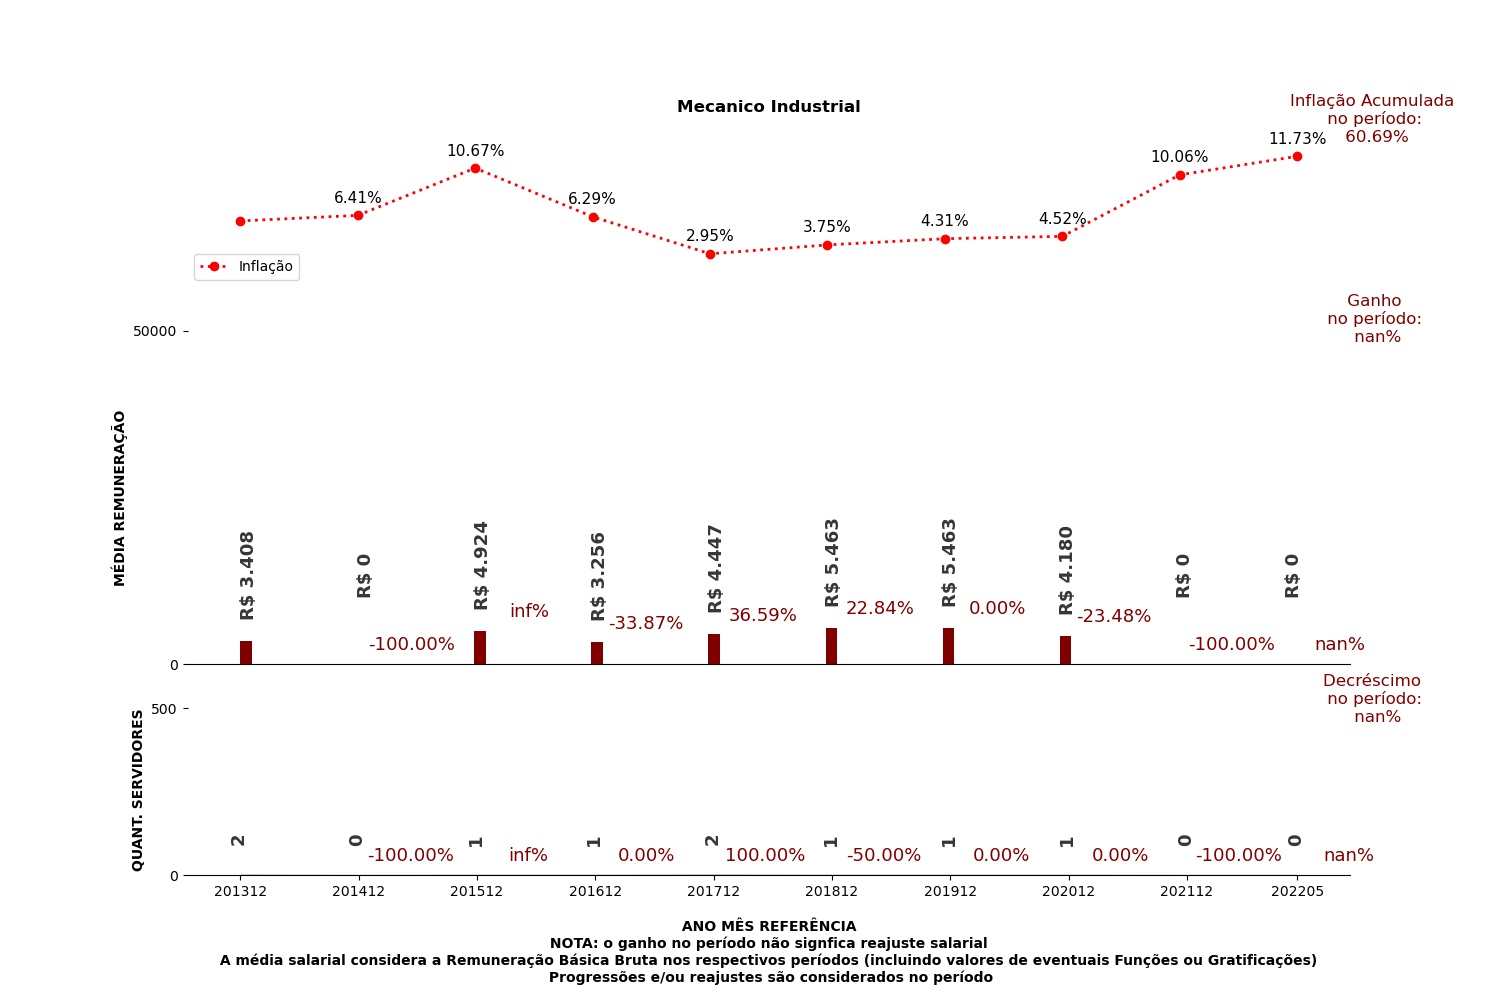 Mecanico Industrial
Inflação Acumulada
no período:
60.69%
6.41%
10.67%
6.29%
2.95%
3.75%
4.31%
4.52%
10.06%
11.73%
Inflação
Ganho
no período:
nan%
50000
0
MÉDIA REMUNERAÇÃO
R$ 3.408
R$ 0
R$ 4.924
R$ 3.256
R$ 4.447
R$ 5.463
R$ 5.463
R$ 4.180
R$ 0
R$ 0
-100.00%
inf%
-33.87%
36.59%
22.84%
0.00%
-23.48%
-100.00%
nan%
Decréscimo
no período:
nan%
500
0
QUANT. SERVIDORES
2
0
1
1
2
1
1
1
0
0
-100.00%
inf%
0.00%
100.00%
-50.00%
0.00%
0.00%
-100.00%
nan%
201312
201412
201512
201612
201712
201812
201912
202012
202112
202205
ANO MÊS REFERÊNCIA
NOTA: o ganho no período não signfica reajuste salarial
A média salarial considera a Remuneração Básica Bruta nos respectivos períodos (incluindo valores de eventuais Funções ou Gratificações)
Progressões e/ou reajustes são considerados no período